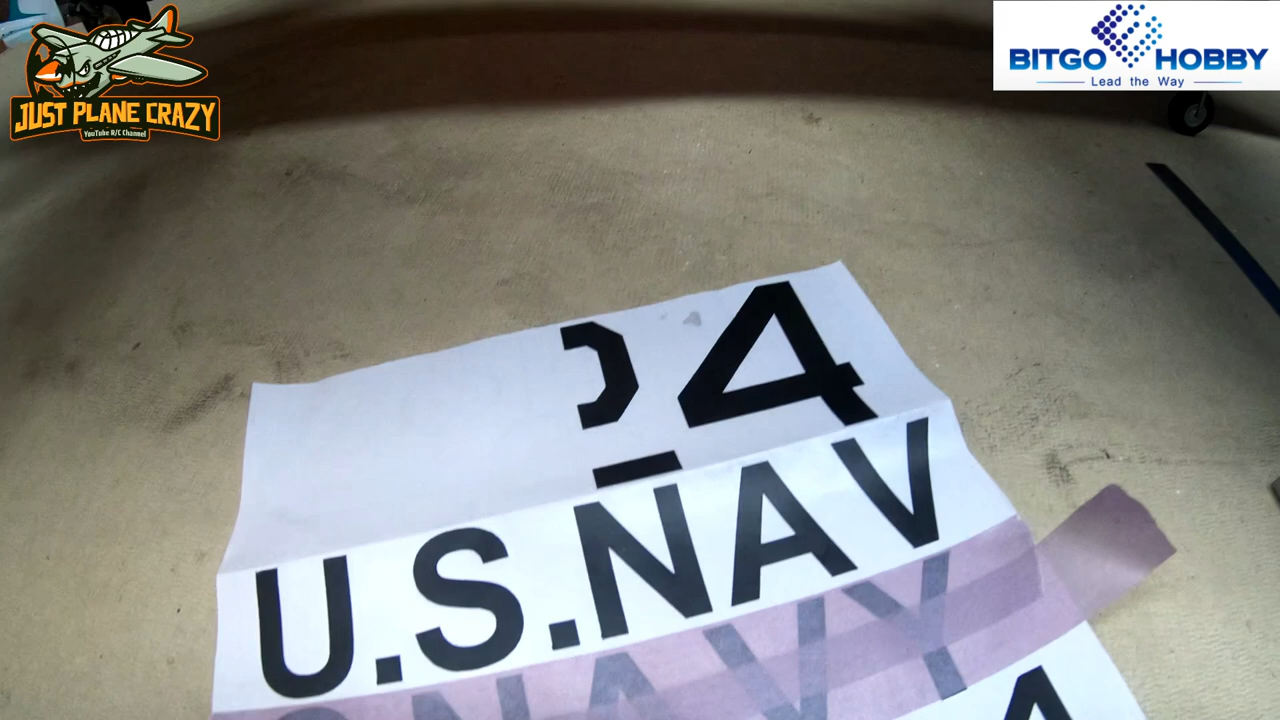 JUST PLANE CRAZY
YouTube R/C Channel
BITGO HOBBY
Lead the Way
4
U.S.NAV